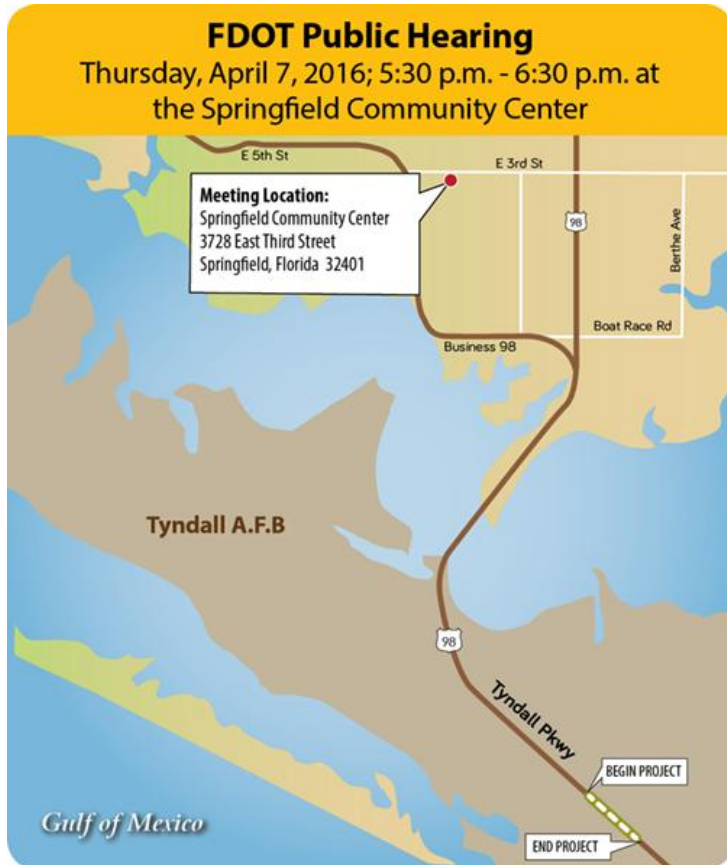 FDOT Public Hearing
Thursday, April 7, 2016; 5:30 p.m. - 6:30 p.m. at
the Springfield Community Center
E 5th St
E 3rd St
Meeting Location:
Springfield Community Center
3728 East Third Street
Springfield, Florida 32401
98
Berthe Ave
Boat Race Rd
Business 98
Tyndall A.F.B
98
Tyndall Pkwy
BEGIN PROJECT
END PROJECT
Gulf of Mexico